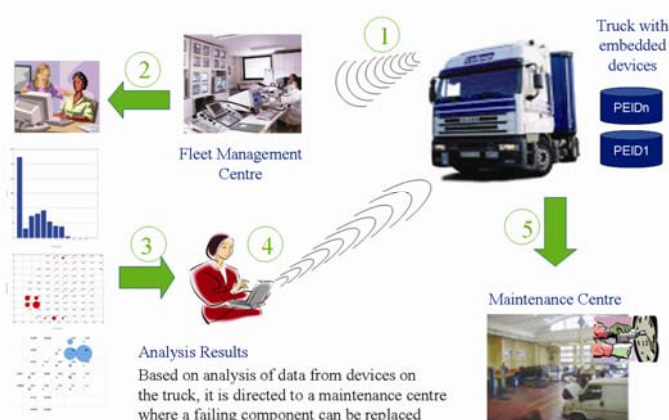 1
Truck with
embedded
devices
2
PEIDn
PEID1
Fleet Management
Centre
3
4
5
Maintenance Centre
Analysis Results
Based on analysis of data from devices on
the truck, it is directed to a maintenance centre
where a failing component can be replaced